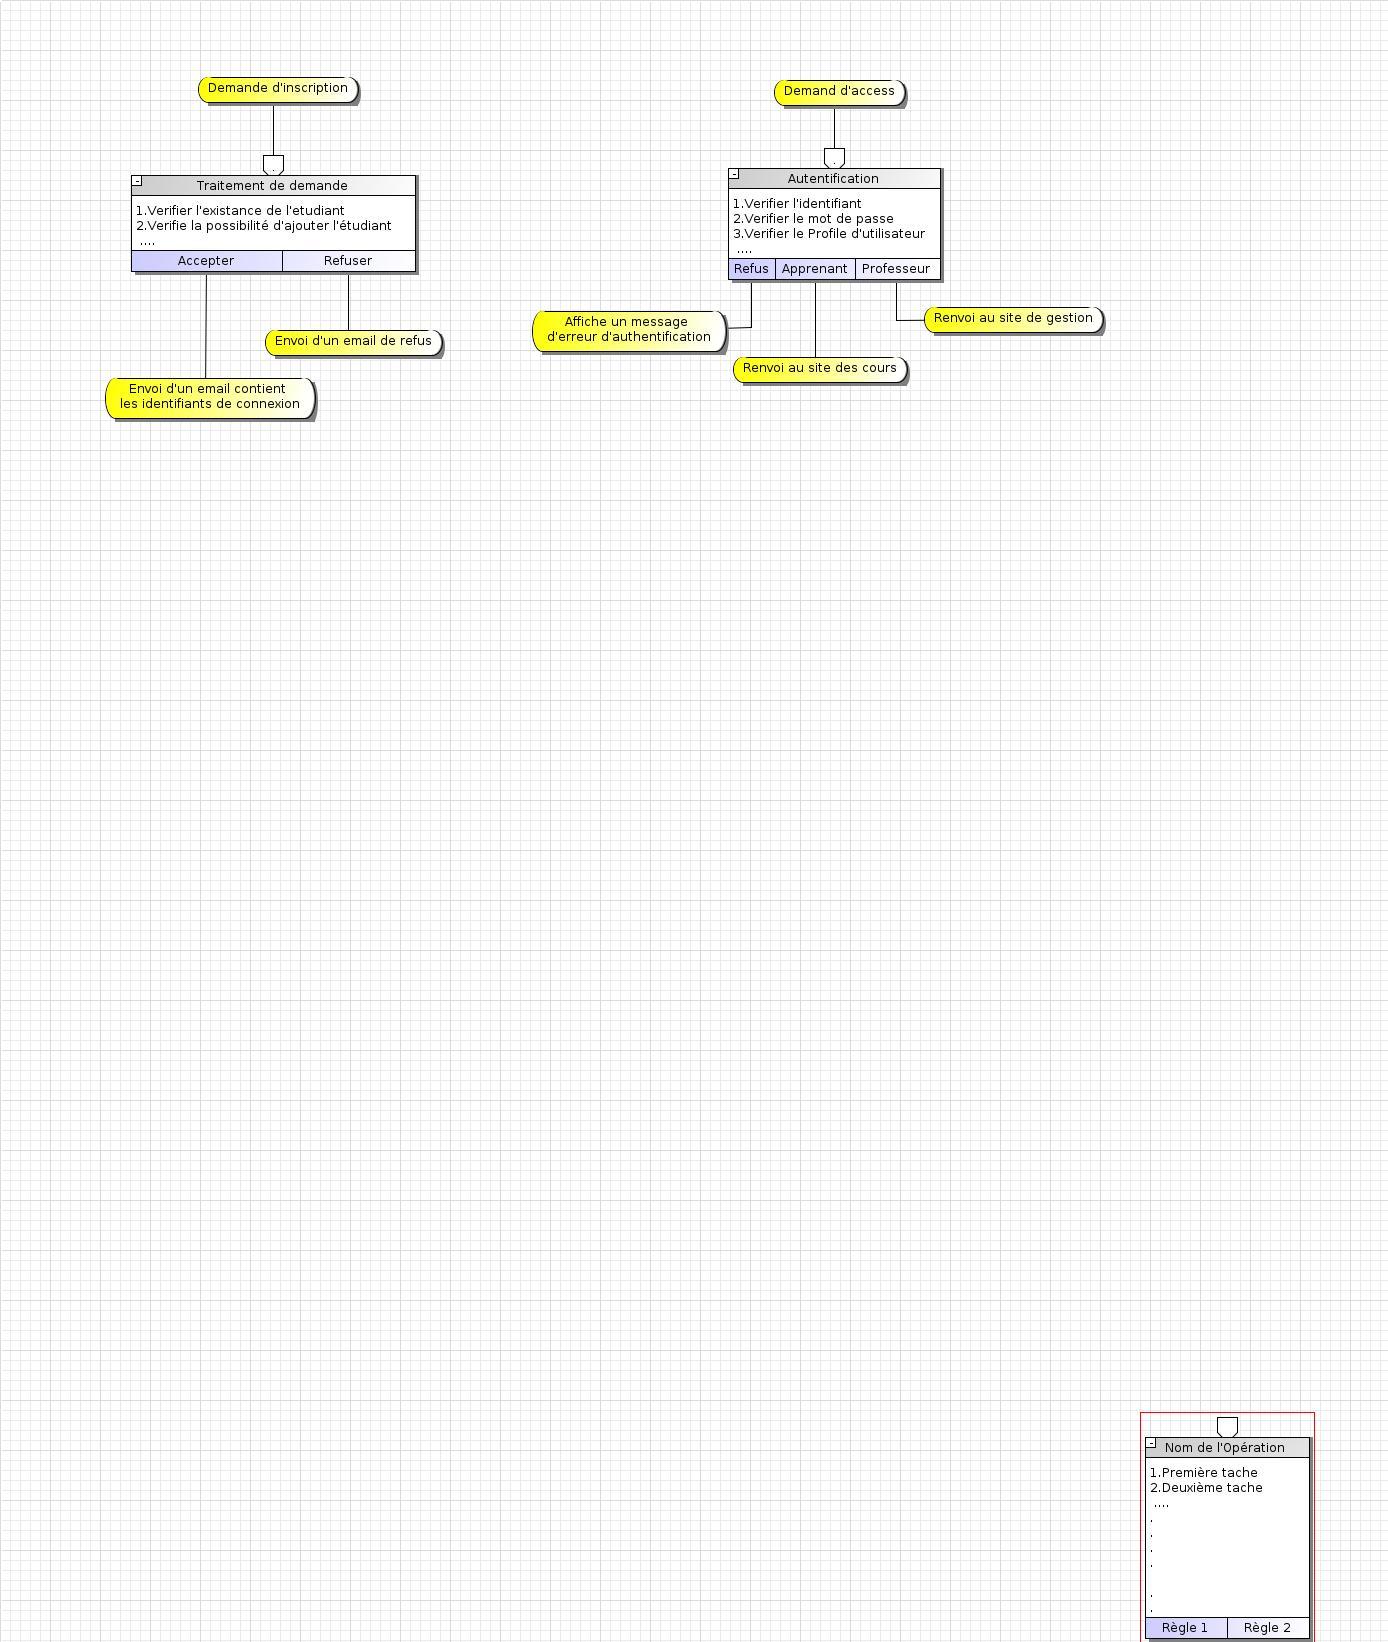 Demande d'inscription
-
Traitement de demande
1.Verifier l'existance de l'etudiant
2.Verifie la possibilité d'ajouter l'étudiant
....
Accepter
Refuser
Envoi d'un email de refus
Envoi d'un email contient
les identifiants de connexion
Demand d'access
-
Autentification
1.Verifier l'identifiant
2.Verifier le mot de passe
3.Verifier le Profile d'utilisateur
....
Refus
Apprenant
Professeur
Affiche un message
d'erreur d'authentification
Renvoi au site des cours
Renvoi au site de gestion
-
Nom de l'Opération
1.Première tache
2.Deuxième tache
....
.
.
.
.
.
.
Règle 1
Règle 2